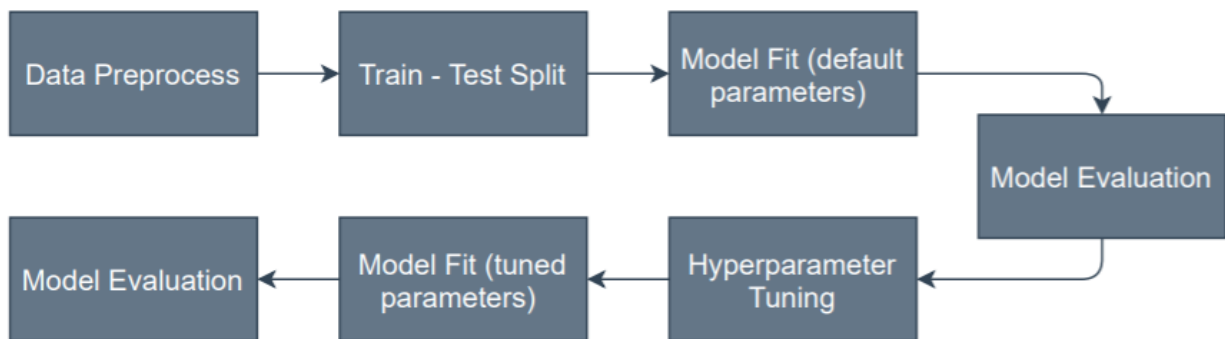 Data Preprocess
Train - Test Split
Model Fit (default
parameters)
Model Evaluation
Hyperparameter
Tuning
Model Fit (tuned
parameters)
Model Evaluation